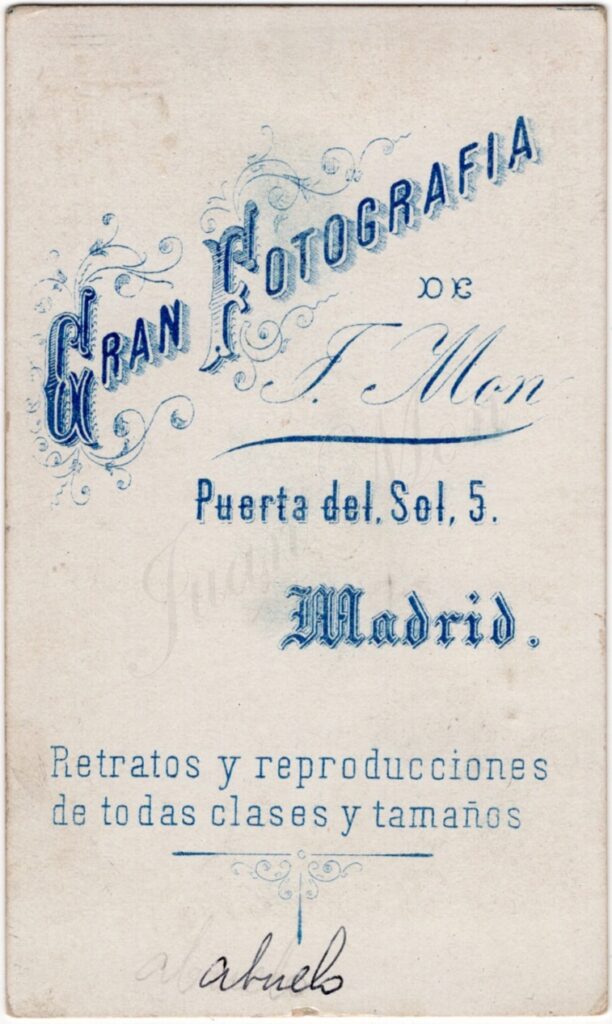 GRAN FOTOGRAFIA
DE
J. Mon
Puerta del, Sol, 5.
Madrid.
Retratos y reproducciones
de todas clases y tamaños
abuelo